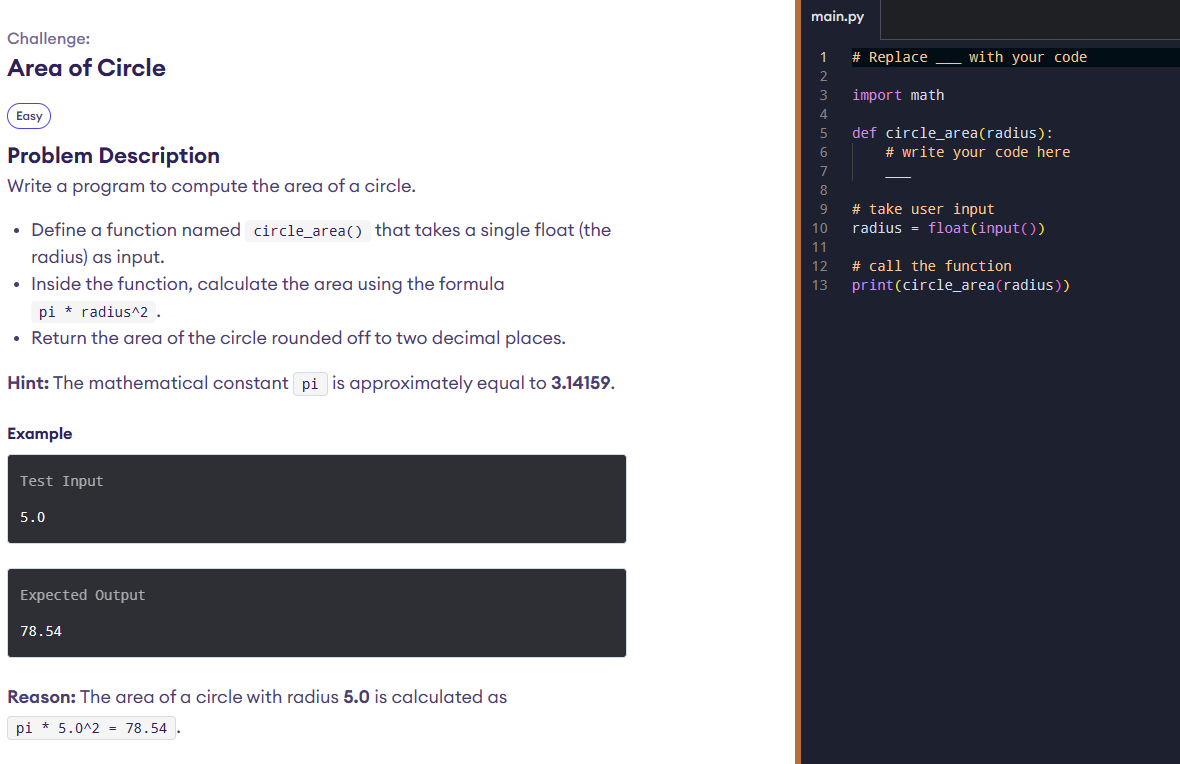 Challenge:
Area of Circle
Easy
Problem Description
Write a program to compute the area of a circle.
• Define a function named circle_area() that takes a single float (the
radius) as input.
• Inside the function, calculate the area using the formula
pi * radius^2 .
• Return the area of the circle rounded off to two decimal places.
Hint: The mathematical constant pi is approximately equal to 3.14159.
Example
Test Input
5.0
Expected Output
78.54
Reason: The area of a circle with radius 5.0 is calculated as
pi * 5.0^2 = 78.54 .
main.py
1 # Replace ___ with your code
2
3 import math
4
5 def circle_area(radius):
6     # write your code here
7     ___
8
9 # take user input
10 radius = float(input())
11
12 # call the function
13 print(circle_area(radius))